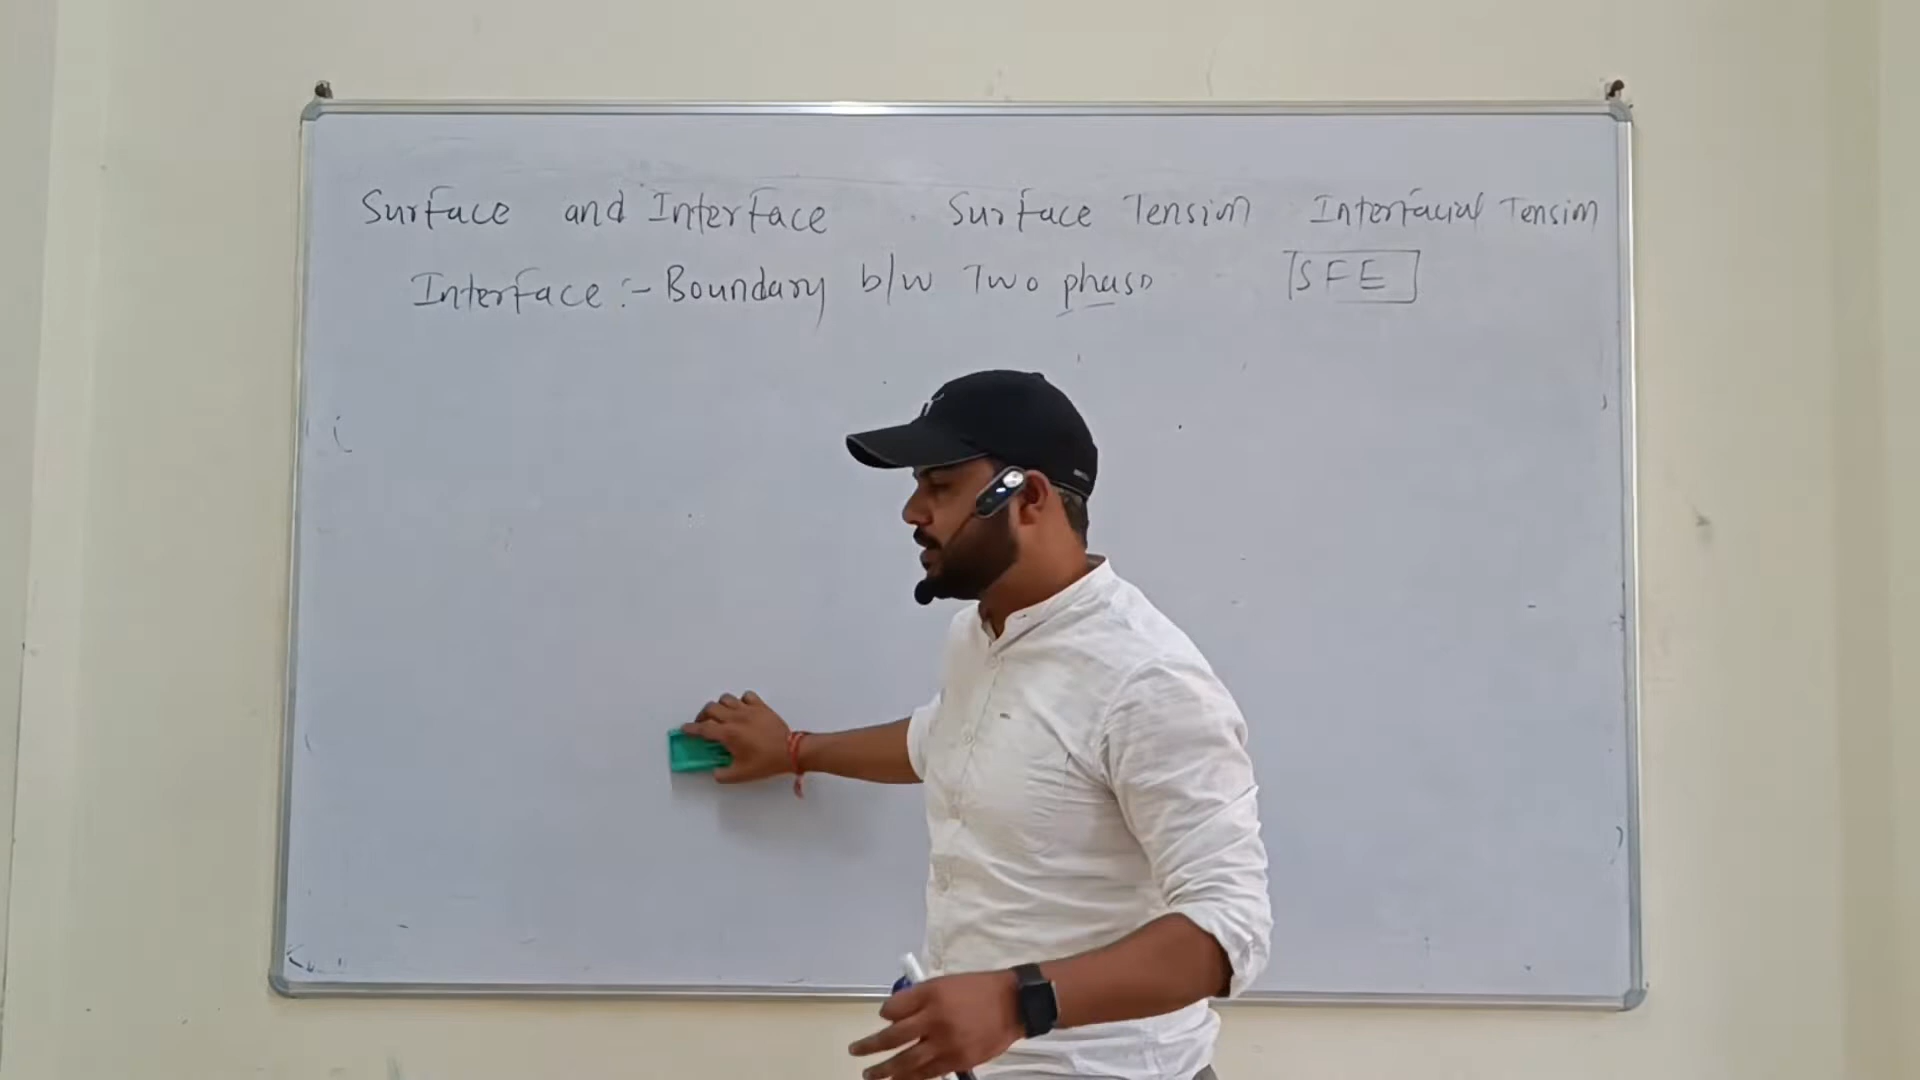 Surface and Interface Surface Tension Interfacial Tension
Interface :- Boundary b/w Two phase SFE